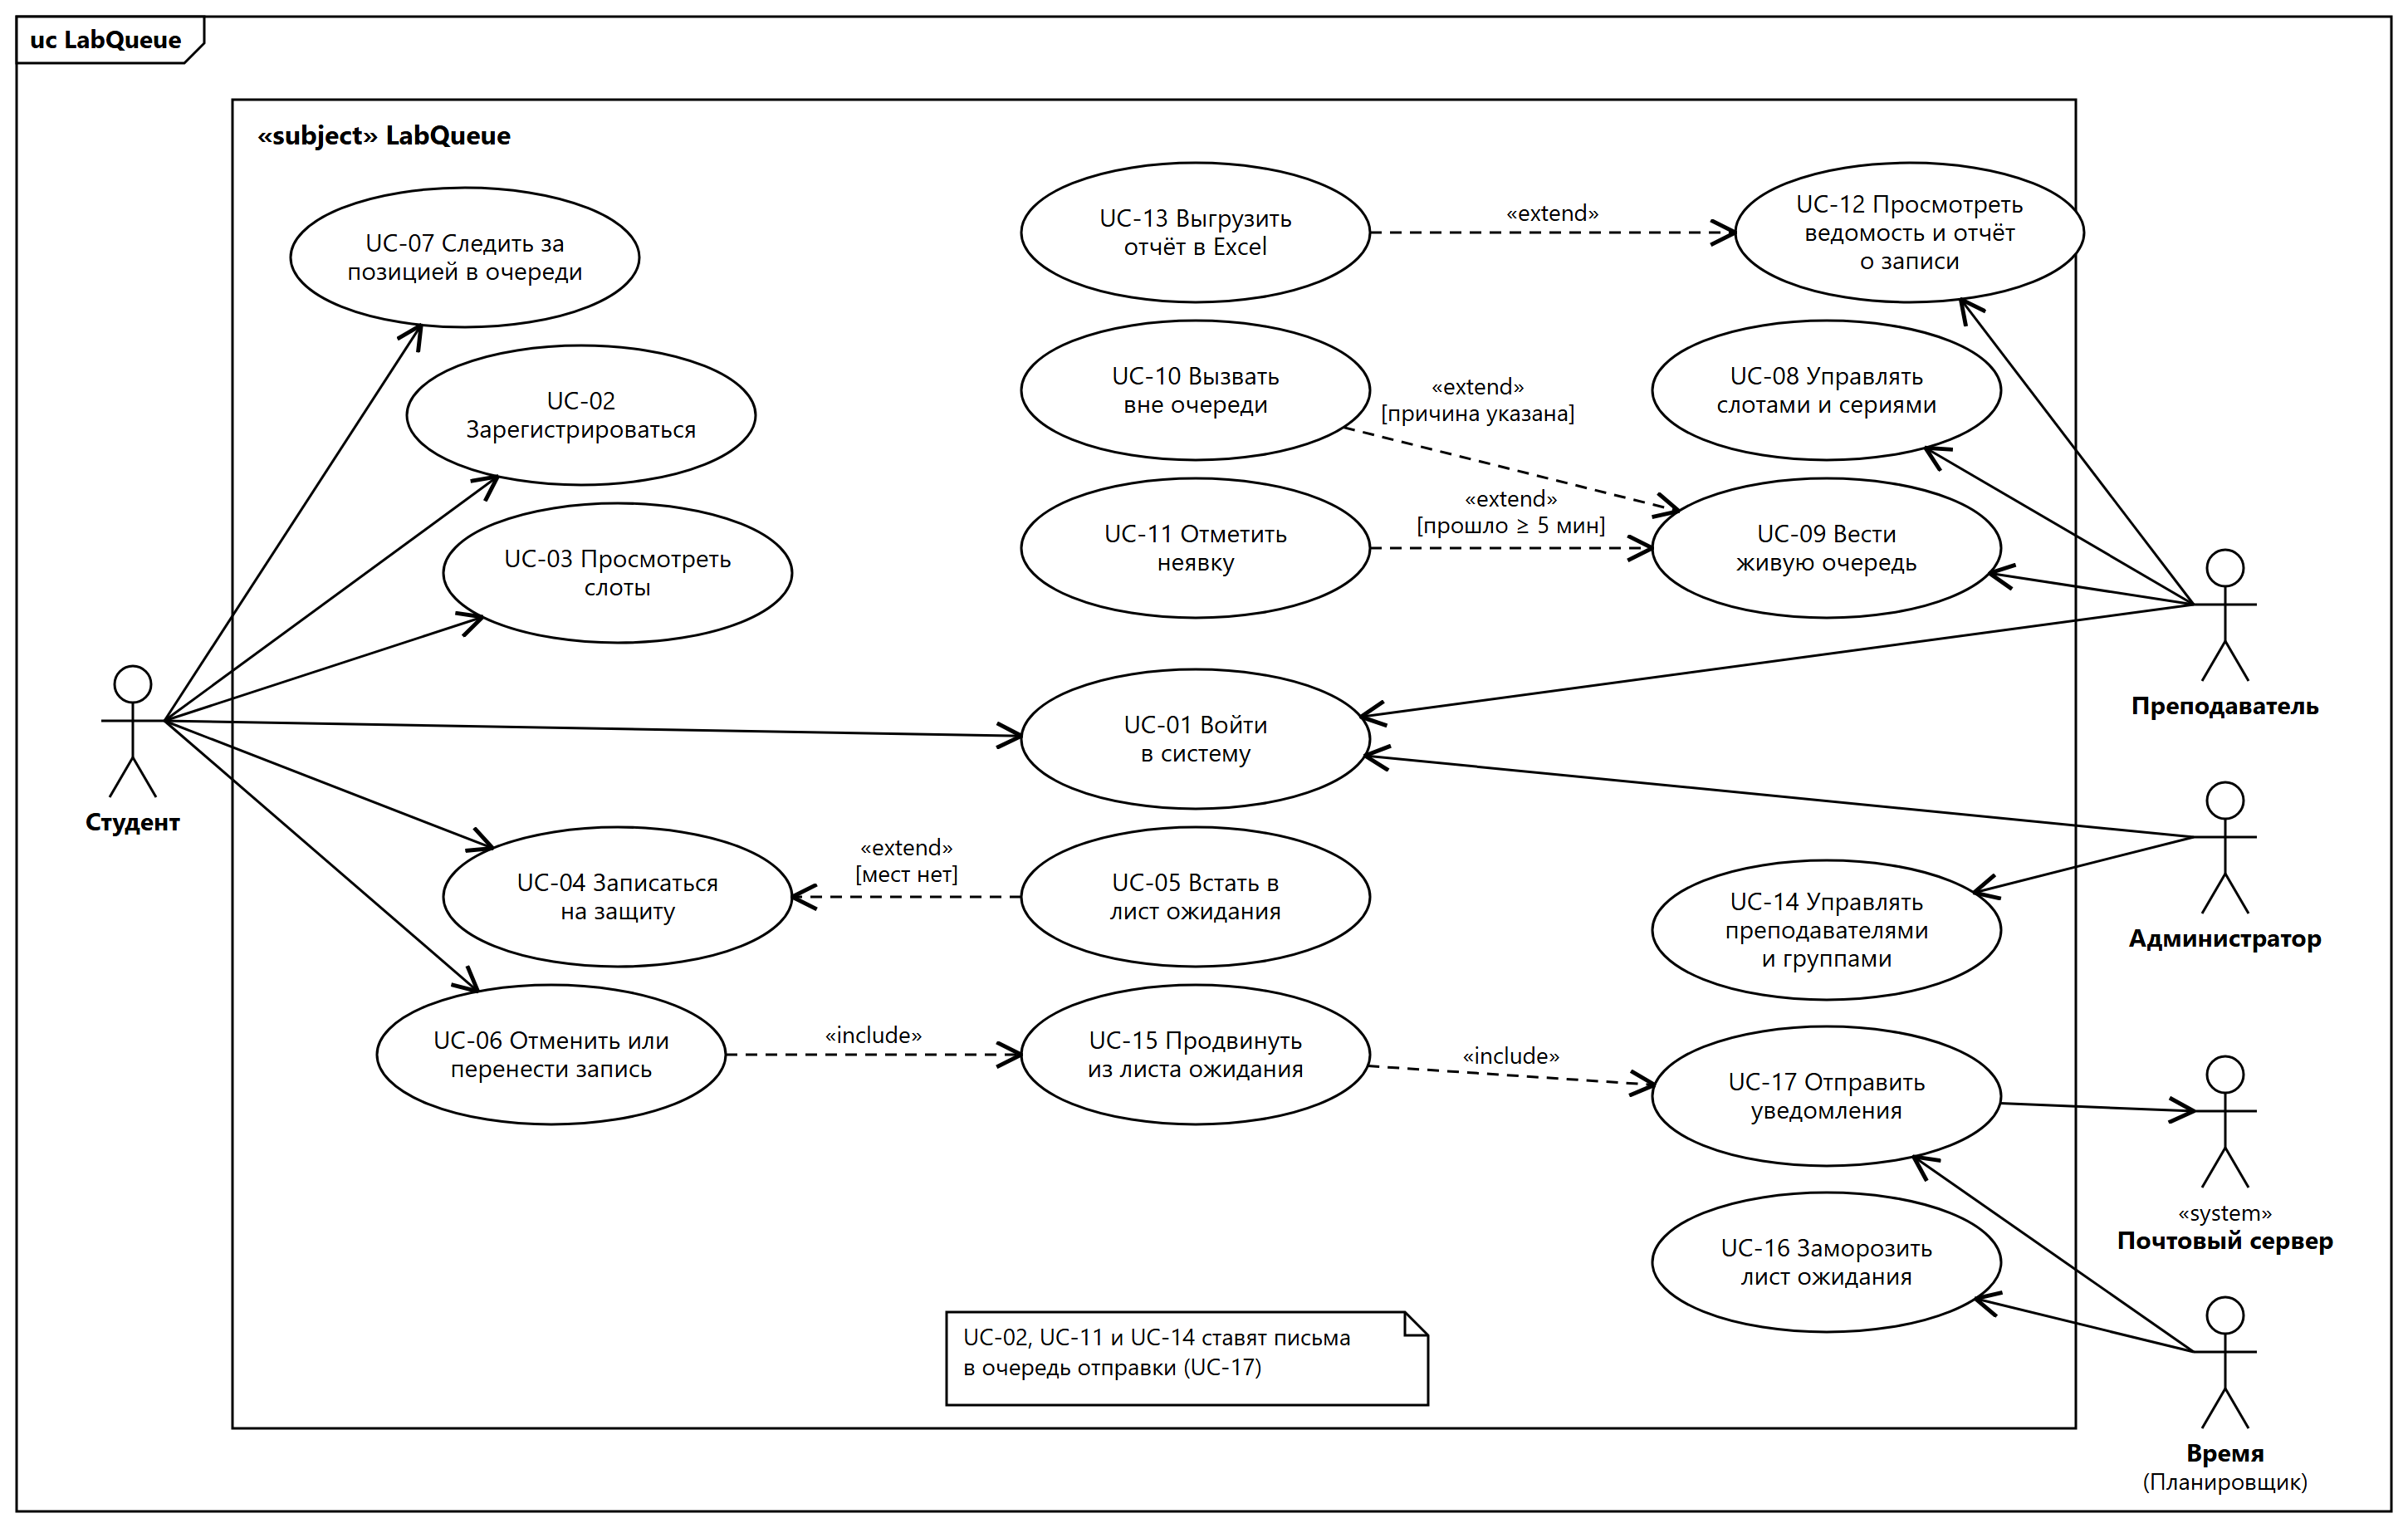 uc LabQueue
«subject» LabQueue
UC-07 Следить за
позицией в очереди
UC-02
Зарегистрироваться
UC-03 Просмотреть
слоты
UC-13 Выгрузить
отчёт в Excel
«extend»
UC-12 Просмотреть
ведомость и отчёт
о записи
UC-10 Вызвать
вне очереди
«extend»
[причина указана]
UC-08 Управлять
слотами и сериями
UC-11 Отметить
неявку
«extend»
[прошло ≥ 5 мин]
UC-09 Вести
живую очередь
Преподаватель
UC-01 Войти
в систему
Студент
UC-04 Записаться
на защиту
«extend»
[мест нет]
UC-05 Встать в
лист ожидания
UC-14 Управлять
преподавателями
и группами
Администратор
UC-06 Отменить или
перенести запись
«include»
UC-15 Продвинуть
из листа ожидания
«include»
UC-17 Отправить
уведомления
«system»
Почтовый сервер
UC-16 Заморозить
лист ожидания
UC-02, UC-11 и UC-14 ставят письма
в очередь отправки (UC-17)
Время
(Планировщик)